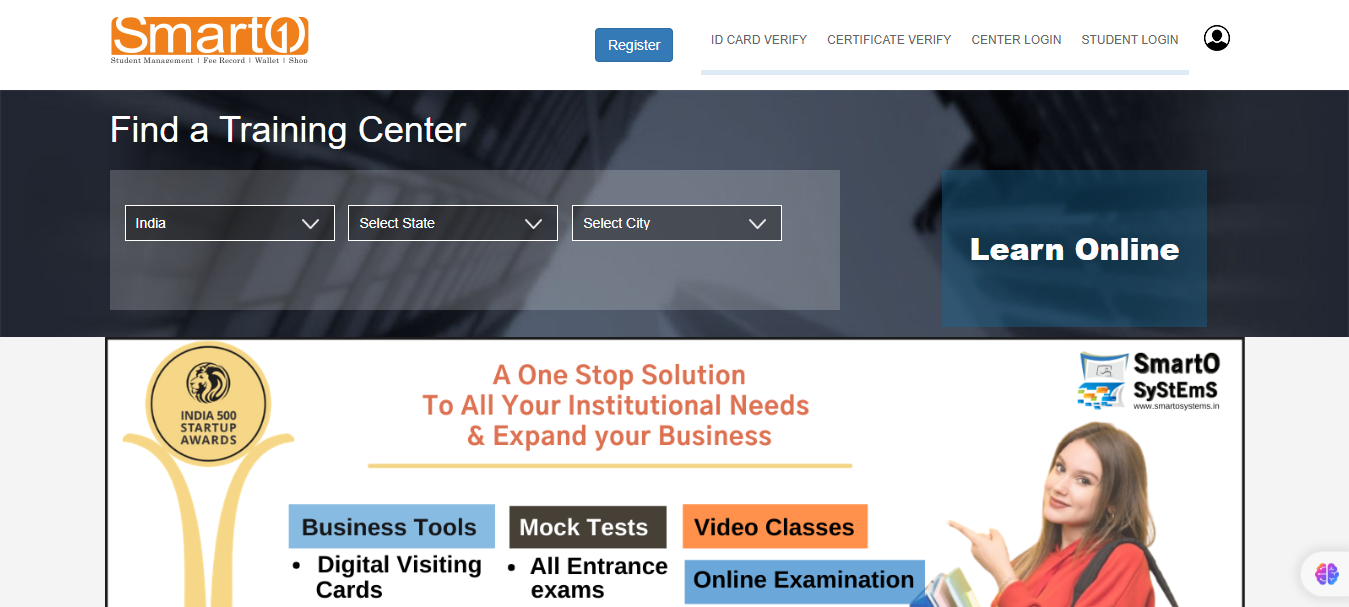 SmartO1
Student Management | Fee Record | Wallet | Shop
Register
ID CARD VERIFY
CERTIFICATE VERIFY
CENTER LOGIN
STUDENT LOGIN
Find a Training Center
India
Select State
Select City
Learn Online
INDIA 500
STARTUP
AWARDS
A One Stop Solution
To All Your Institutional Needs
& Expand your Business
SmartO
SyStEmS
www.smartosystems.in
Business Tools
• Digital Visiting
Cards
Mock Tests
• All Entrance
exams
Video Classes
Online Examination